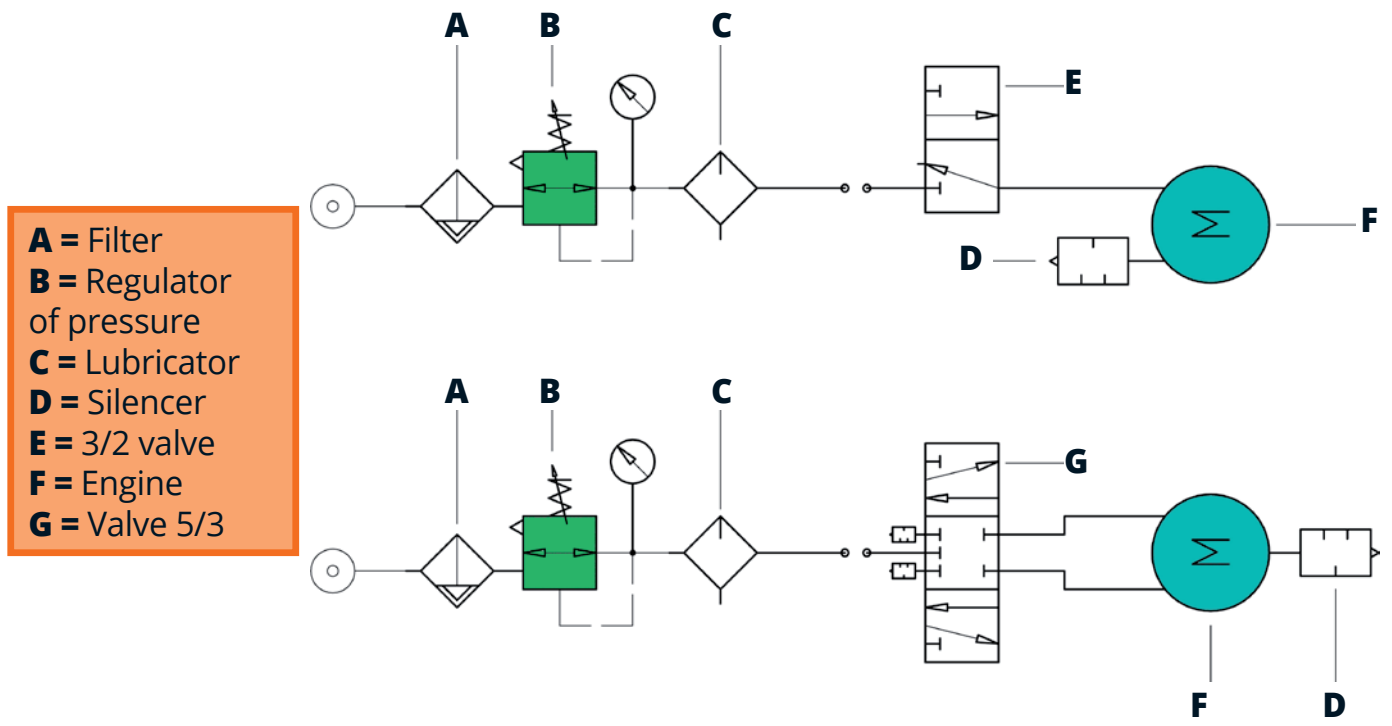 A
B
C
E
F
D
A = Filter
B = Regulator
of pressure
C = Lubricator
D = Silencer
E = 3/2 valve
F = Engine
G = Valve 5/3
Σ
A
B
C
G
Σ
F
D